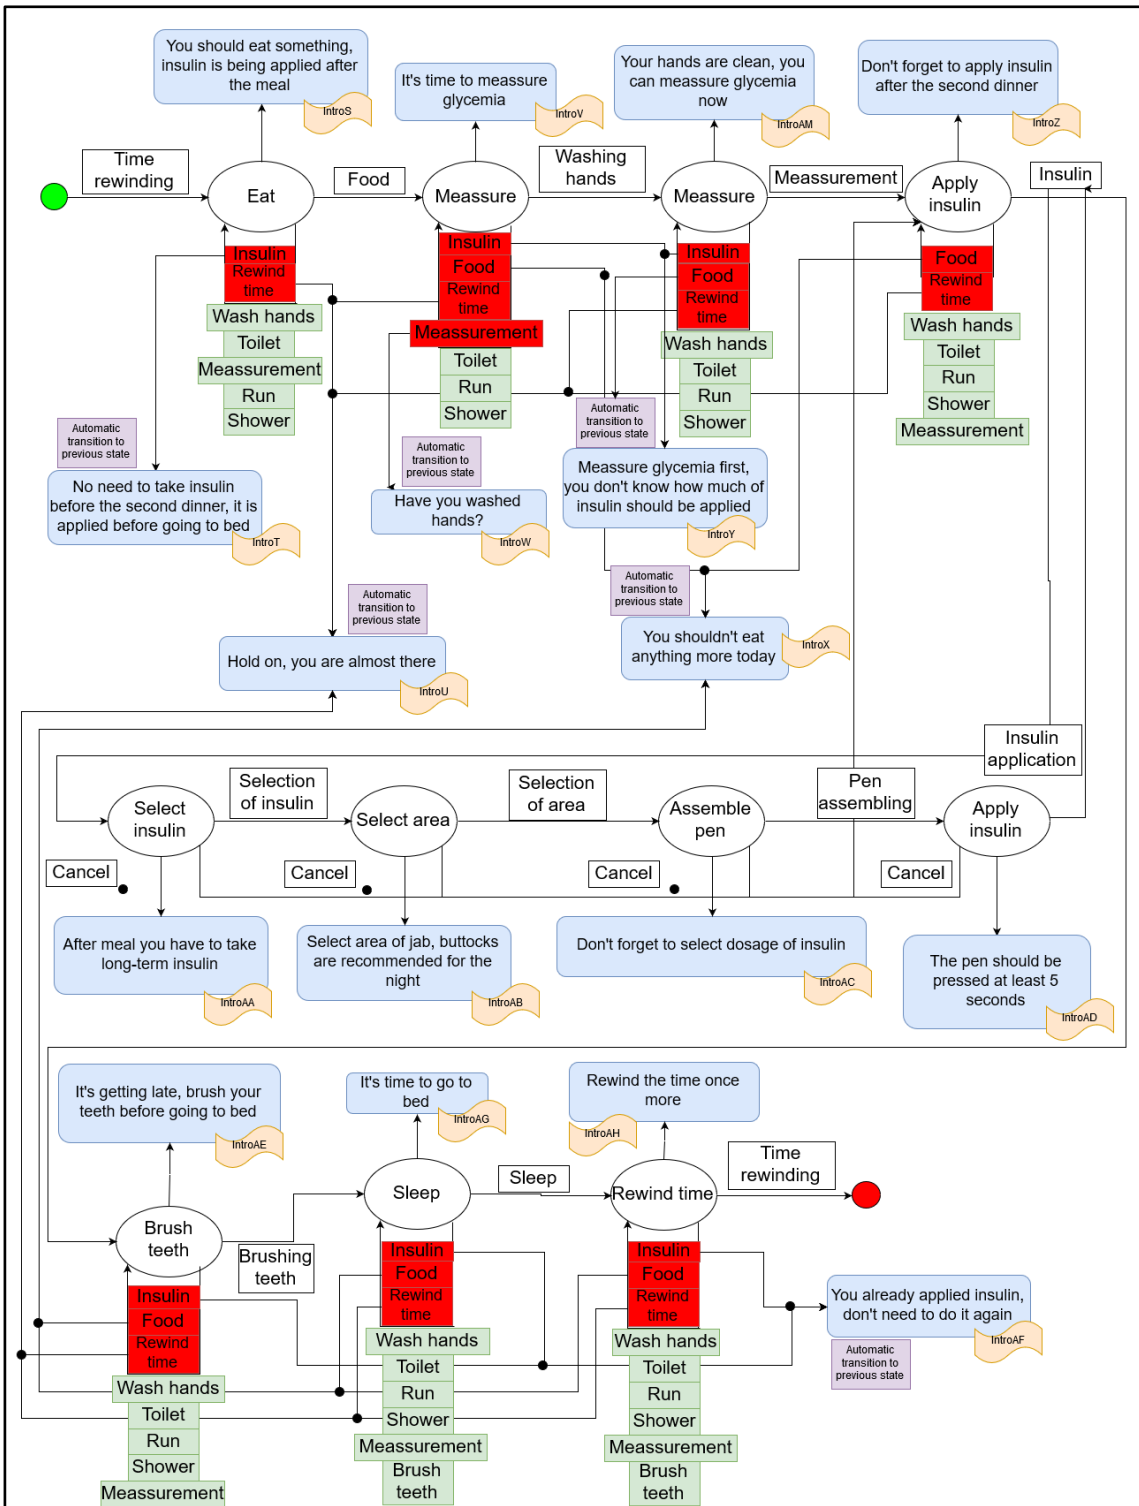 You should eat something,
insulin is being applied after
the meal
IntroS
It's time to meassure
glycemia
IntroV
Your hands are clean, you
can meassure glycemia
now
IntroAM
Don't forget to apply insulin
after the second dinner
IntroZ
Time
rewinding
Eat
Food
Meassure
Washing
hands
Meassure
Meassurement
Apply
insulin
Insulin
Insulin
Rewind
time
Wash hands
Toilet
Meassurement
Run
Shower
Insulin
Food
Rewind
time
Meassurement
Toilet
Run
Shower
Insulin
Food
Rewind
time
Wash hands
Toilet
Run
Shower
Food
Rewind
time
Wash hands
Toilet
Run
Shower
Meassurement
Automatic
transition to
previous state
No need to take insulin
before the second dinner, it is
applied before going to bed
IntroT
Automatic
transition to
previous state
Have you washed
hands?
IntroW
Automatic
transition to
previous state
Meassure glycemia first,
you don't know how much of
insulin should be applied
IntroY
Automatic
transition to
previous state
Hold on, you are almost there
IntroU
Automatic
transition to
previous state
You shouldn't eat
anything more today
IntroX
Insulin
application
Select
insulin
Selection
of insulin
Select area
Selection
of area
Assemble
pen
Pen
assembling
Apply
insulin
Cancel
Cancel
Cancel
Cancel
After meal you have to take
long-term insulin
IntroAA
Select area of jab, buttocks
are recommended for the
night
IntroAB
Don't forget to select dosage of insulin
IntroAC
The pen should be
pressed at least 5
seconds
IntroAD
It's getting late, brush your
teeth before going to bed
IntroAE
It's time to go to
bed
IntroAG
Rewind the time once
more
IntroAH
Brush
teeth
Brushing
teeth
Sleep
Sleep
Rewind time
Time
rewinding
Insulin
Food
Rewind
time
Wash hands
Toilet
Run
Shower
Meassurement
Insulin
Food
Rewind
time
Wash hands
Toilet
Run
Shower
Meassurement
Brush
teeth
Insulin
Food
Rewind
time
Wash hands
Toilet
Run
Shower
Meassurement
Brush
teeth
You already applied insulin,
don't need to do it again
IntroAF
Automatic
transition to
previous state